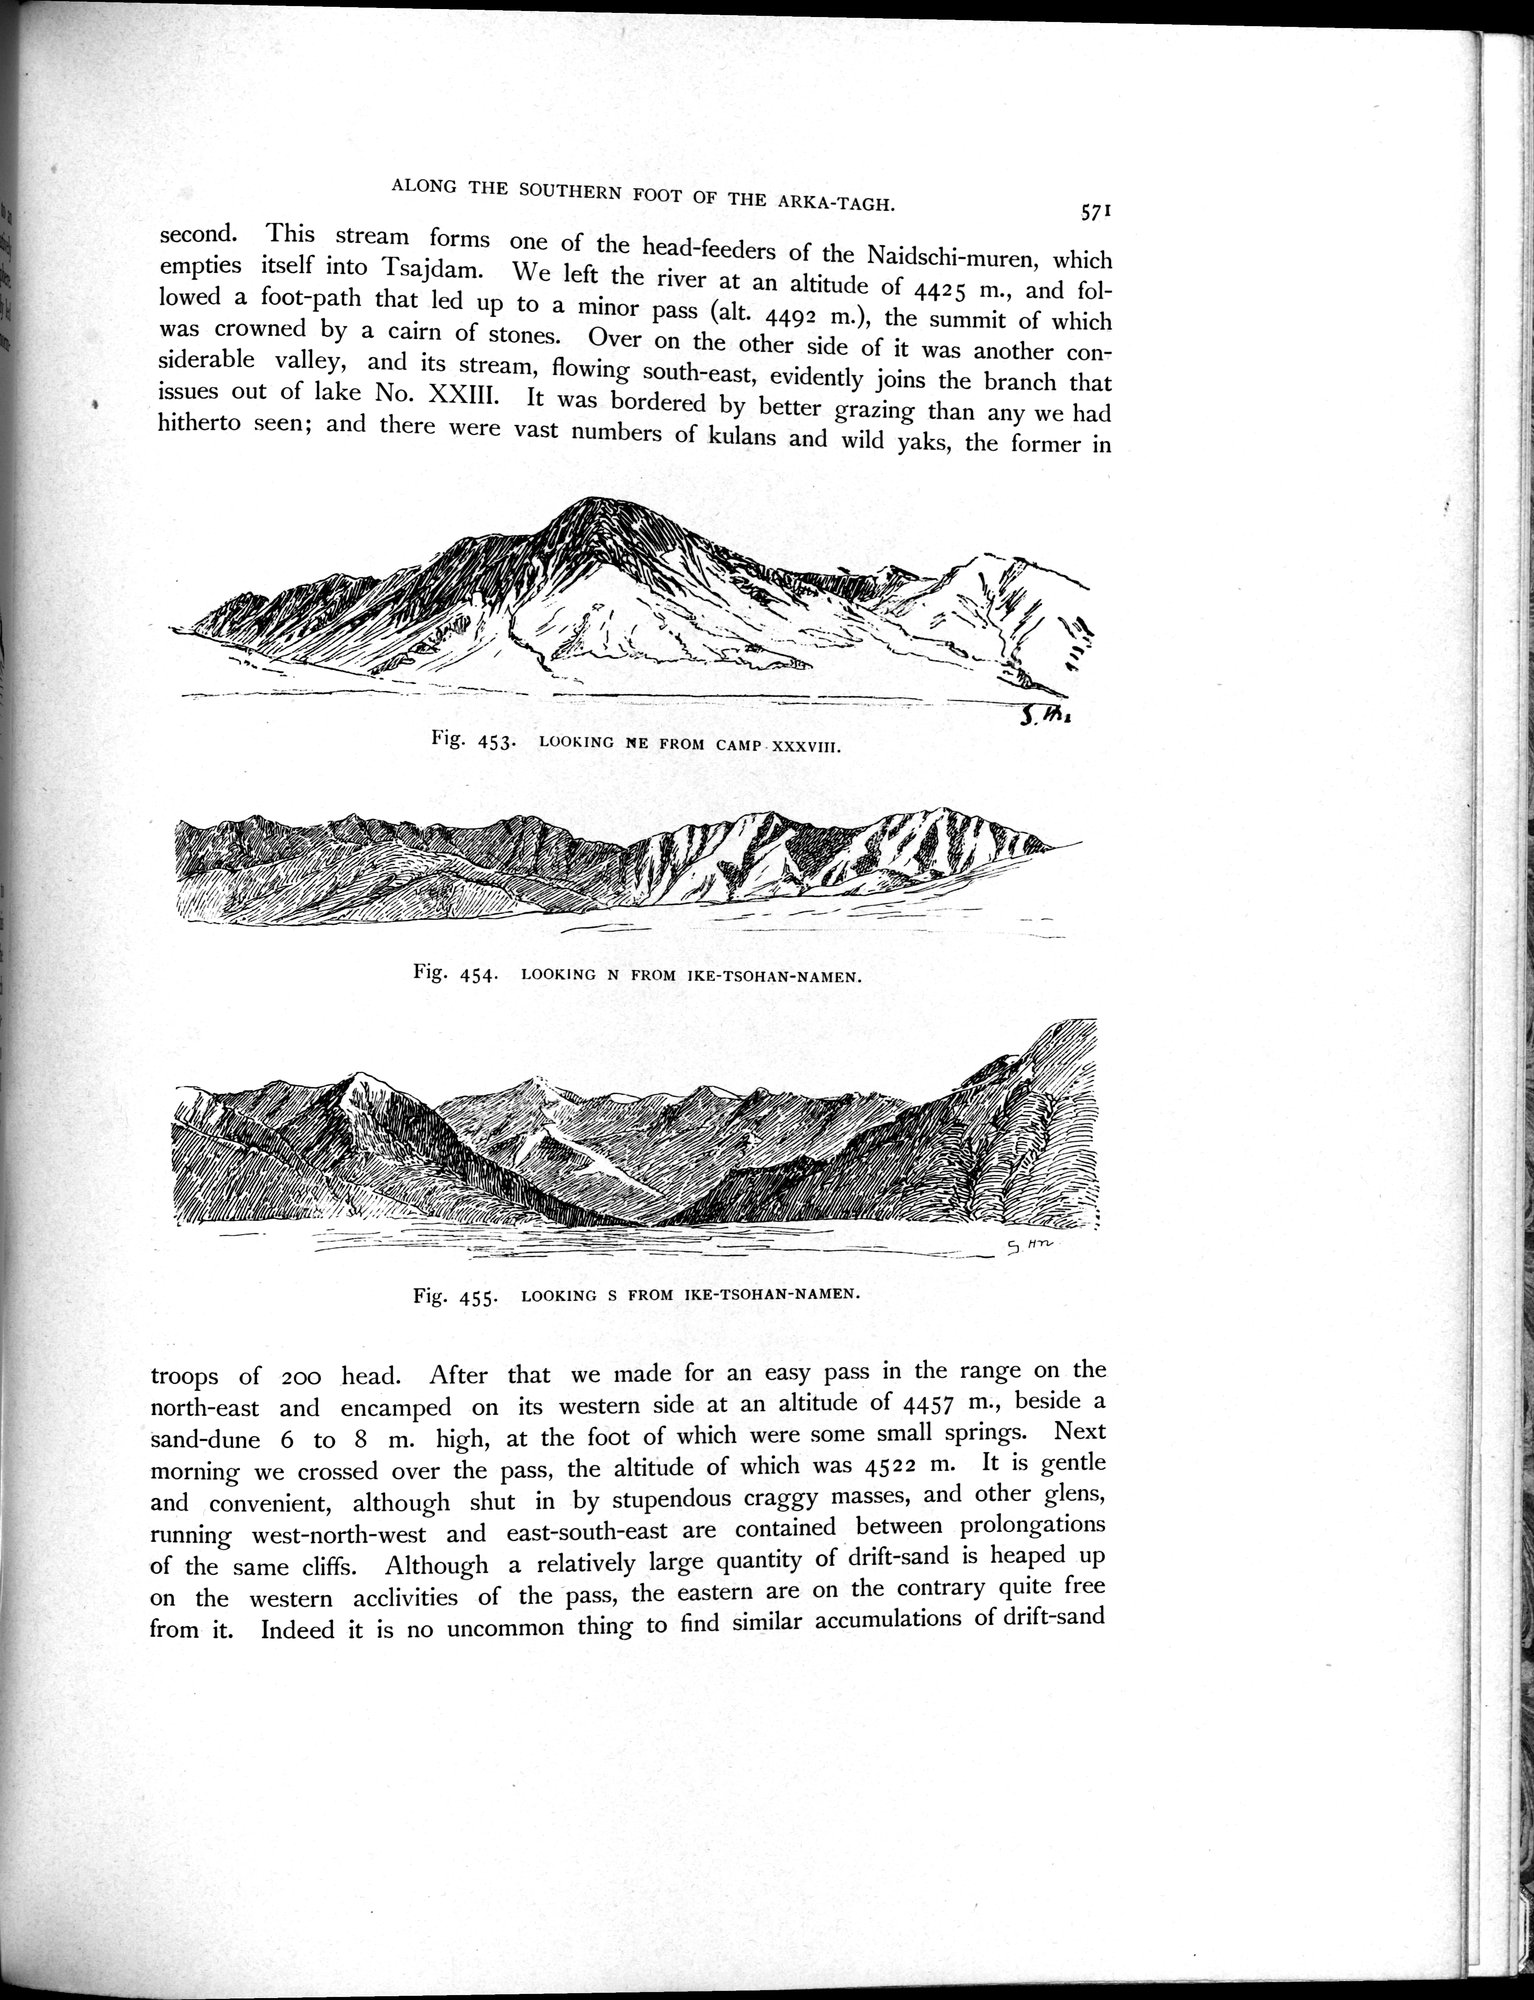 ALONG THE SOUTHERN FOOT OF THE ARKA-TAGH.
571
second. This stream forms one of the head-feeders of the Naidschi-muren, which
empties itself into Tsajdam. We left the river at an altitude of 4425 m., and fol-
lowed a foot-path that led up to a minor pass (alt. 4492 m.), the summit of which
was crowned by a cairn of stones. Over on the other side of it was another con-
siderable valley, and its stream, flowing south-east, evidently joins the branch that
issues out of lake No. XXIII. It was bordered by better grazing than any we had
hitherto seen; and there were vast numbers of kulans and wild yaks, the former in
Fig. 453. LOOKING NE FROM CAMP XXXVIII.
Fig. 454. LOOKING N FROM IKE-TSOHAN-NAMEN.
Fig. 455. LOOKING S FROM IKE-TSOHAN-NAMEN.
troops of 200 head. After that we made for an easy pass in the range on the
north-east and encamped on its western side at an altitude of 4457 m., beside a
sand-dune 6 to 8 m. high, at the foot of which were some small springs. Next
morning we crossed over the pass, the altitude of which was 4522 m. It is gentle
and convenient, although shut in by stupendous craggy masses, and other glens,
running west-north-west and east-south-east are contained between prolongations
of the same cliffs. Although a relatively large quantity of drift-sand is heaped up
on the western acclivities of the pass, the eastern are on the contrary quite free
from it. Indeed it is no uncommon thing to find similar accumulations of drift-sand